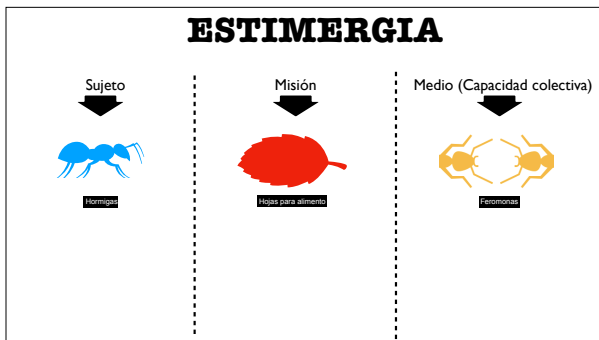 ESTIMERGIA
Sujeto
Misión
Medio (Capacidad colectiva)
Hormigas
Hojas para alimento
Feromonas